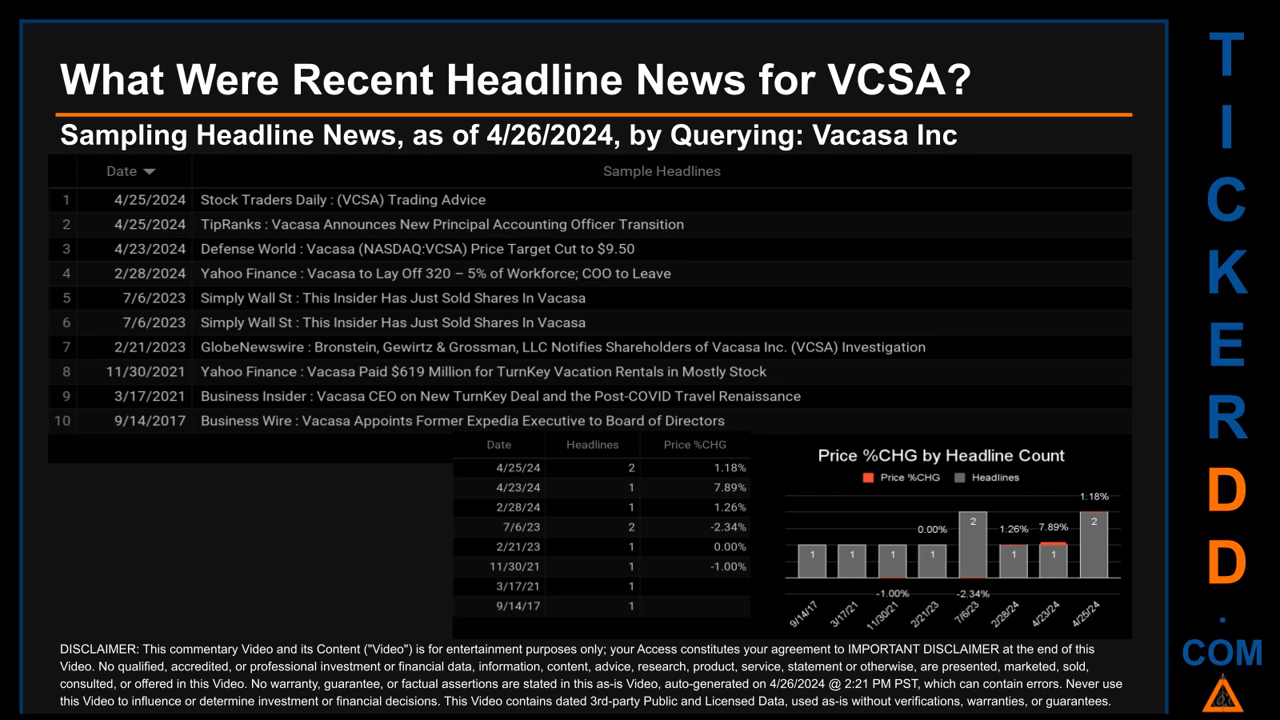 What Were Recent Headline News for VCSA?
Sampling Headline News, as of 4/26/2024, by Querying: Vacasa Inc
Date Sample Headlines
1 4/25/2024 Stock Traders Daily : (VCSA) Trading Advice
2 4/25/2024 TipRanks : Vacasa Announces New Principal Accounting Officer Transition
3 4/23/2024 Defense World : Vacasa (NASDAQ:VCSA) Price Target Cut to $9.50
4 2/28/2024 Yahoo Finance : Vacasa to Lay Off 320 – 5% of Workforce; COO to Leave
5 7/6/2023 Simply Wall St : This Insider Has Just Sold Shares In Vacasa
6 7/6/2023 Simply Wall St : This Insider Has Just Sold Shares In Vacasa
7 2/21/2023 GlobeNewswire : Bronstein, Gewirtz & Grossman, LLC Notifies Shareholders of Vacasa Inc. (VCSA) Investigation
8 11/30/2021 Yahoo Finance : Vacasa Paid $619 Million for TurnKey Vacation Rentals in Mostly Stock
9 3/17/2021 Business Insider : Vacasa CEO on New TurnKey Deal and the Post-COVID Travel Renaissance
10 9/14/2017 Business Wire : Vacasa Appoints Former Expedia Executive to Board of Directors
Date Headlines Price %CHG
4/25/24 2 1.18%
4/23/24 1 7.89%
2/28/24 1 1.26%
7/6/23 2 -2.34%
2/21/23 1 0.00%
11/30/21 1 -1.00%
3/17/21 1
9/14/17 1
Price %CHG by Headline Count
Price %CHG Headlines
1.18%
0.00% 1.26% 7.89%
2 2
1 1 1 1 1 1
-1.00% -2.34%
9/14/17 3/17/21 11/30/21 2/21/23 7/6/23 2/28/24 4/23/24 4/25/24
DISCLAIMER: This commentary Video and its Content ("Video") is for entertainment purposes only; your Access constitutes your agreement to IMPORTANT DISCLAIMER at the end of this
Video. No qualified, accredited, or professional investment or financial data, information, content, advice, research, product, service, statement or otherwise, are presented, marketed, sold,
consulted, or offered in this Video. No warranty, guarantee, or factual assertions are stated in this as-is Video, auto-generated on 4/26/2024 @ 2:21 PM PST, which can contain errors. Never use
this Video to influence or determine investment or financial decisions. This Video contains dated 3rd-party Public and Licensed Data, used as-is without verifications, warranties, or guarantees.
T
I
C
K
E
R
D
D
.
COM